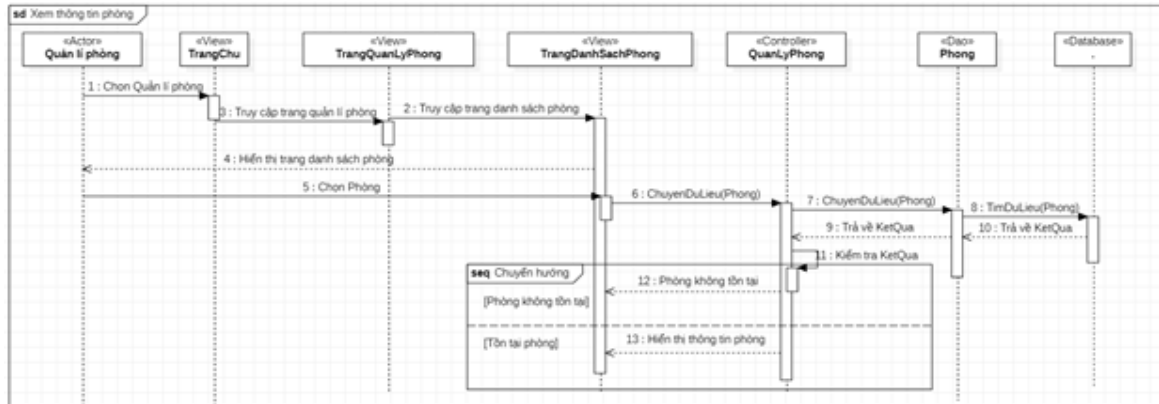 sd Xem thông tin phòng
«Actor»
Quản lí phòng
«View»
TrangChu
«View»
TrangQuanLyPhong
«View»
TrangDanhSachPhong
«Controller»
QuanLyPhong
«Dao»
Phong
«Database»
.
1 : Chọn Quản lí phòng
3 : Truy cập trang quản lí phòng
2 : Truy cập trang danh sách phòng
4 : Hiển thị trang danh sách phòng
5 : Chọn Phòng
6 : ChuyenDuLieu(Phong)
7 : ChuyenDuLieu(Phong)
8 : TimDuLieu(Phong)
9 : Trả về KetQua
10 : Trả về KetQua
11 : Kiểm tra KetQua
seq Chuyển hướng
12 : Phòng không tồn tại
[Phòng không tồn tại]
13 : Hiển thị thông tin phòng
[Tồn tại phòng]